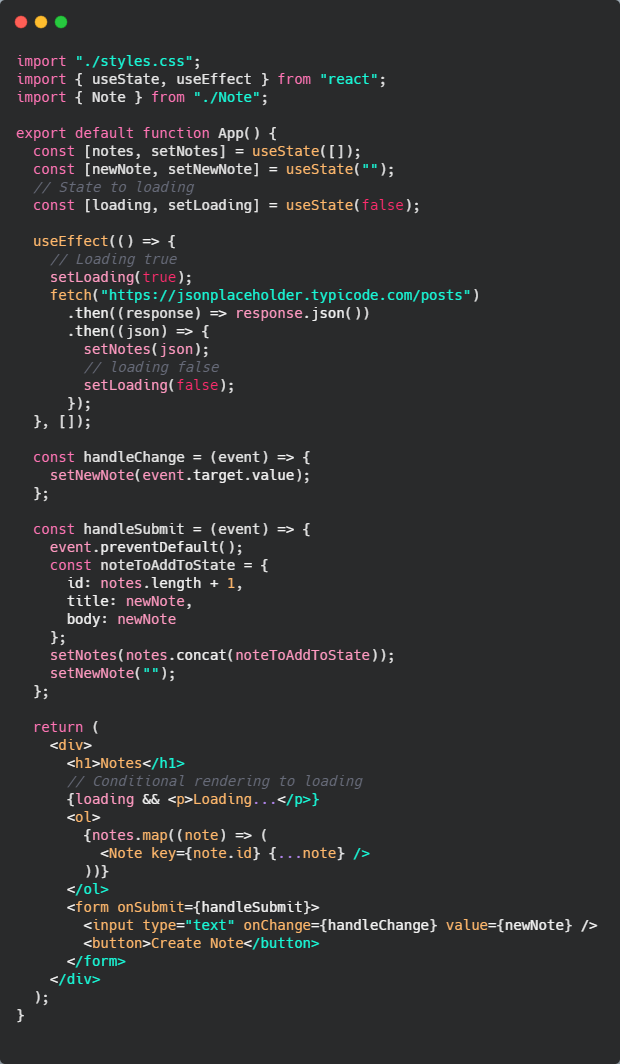 import "./styles.css";
import { useState, useEffect } from "react";
import { Note } from "./Note";

export default function App() {
  const [notes, setNotes] = useState([]);
  const [newNote, setNewNote] = useState("");
  // State to loading
  const [loading, setLoading] = useState(false);

  useEffect(() => {
    // Loading true
    setLoading(true);
    fetch("https://jsonplaceholder.typicode.com/posts")
      .then((response) => response.json())
      .then((json) => {
        setNotes(json);
        // loading false
        setLoading(false);
      });
  }, []);

  const handleChange = (event) => {
    setNewNote(event.target.value);
  };

  const handleSubmit = (event) => {
    event.preventDefault();
    const noteToAddToState = {
      id: notes.length + 1,
      title: newNote,
      body: newNote
    };
    setNotes(notes.concat(noteToAddToState));
    setNewNote("");
  };

  return (
    <div>
      <h1>Notes</h1>
      // Conditional rendering to loading
      {loading && <p>Loading...</p>}
      <ol>
        {notes.map((note) => (
          <Note key={note.id} {...note} />
        ))}
      </ol>
      <form onSubmit={handleSubmit}>
        <input type="text" onChange={handleChange} value={newNote} />
        <button>Create Note</button>
      </form>
    </div>
  );
}